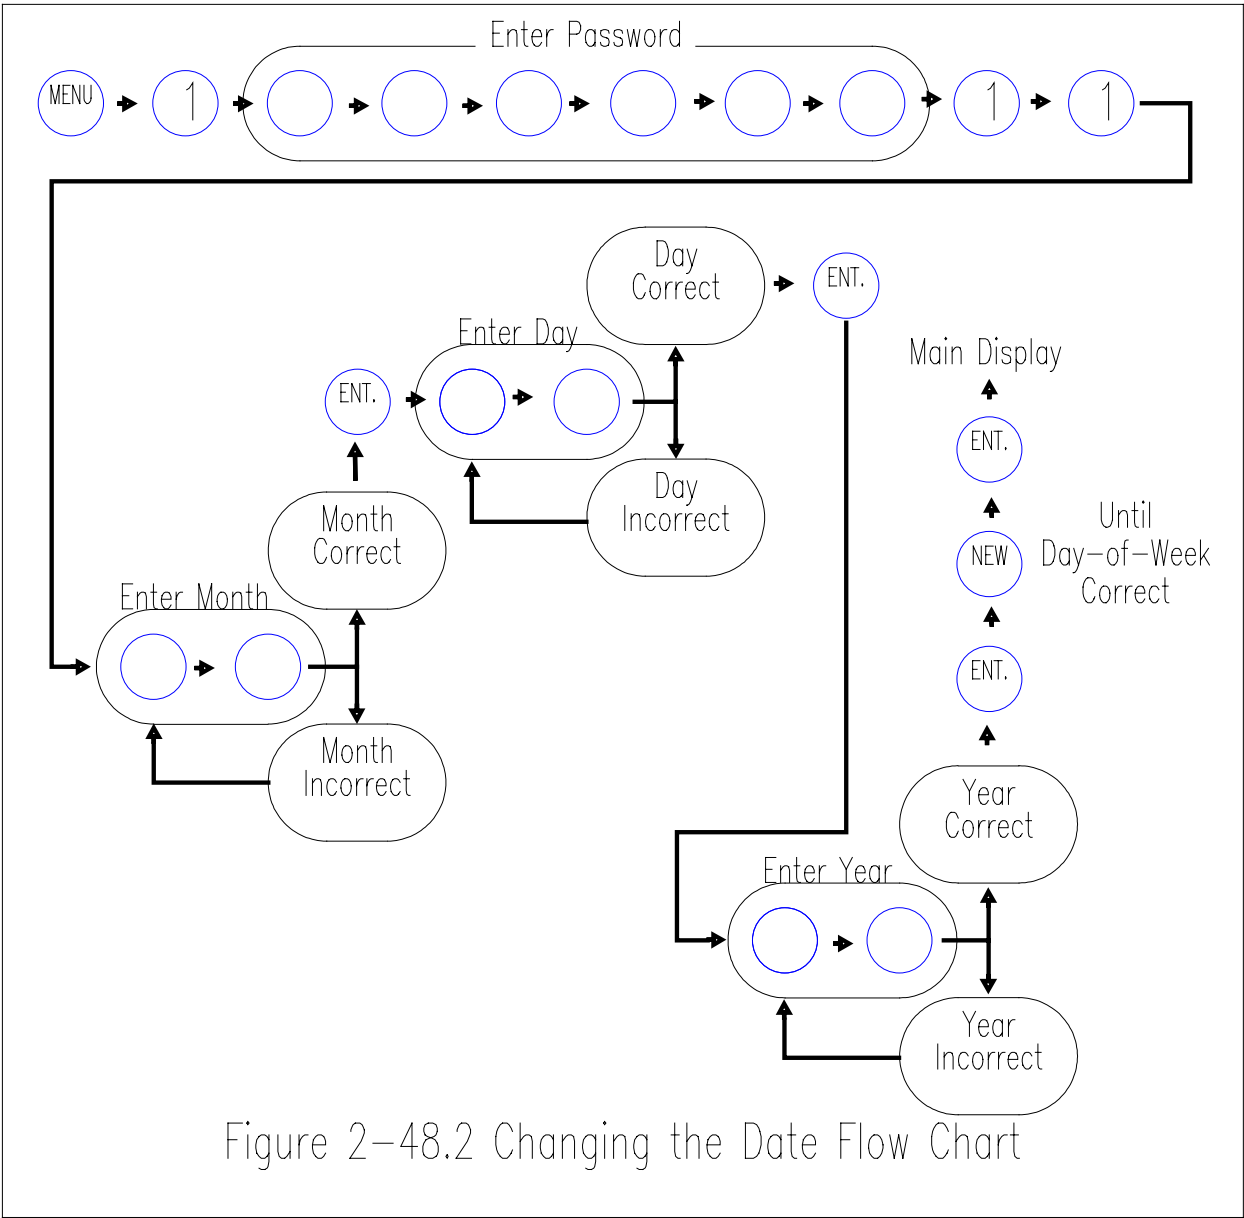 Enter Password
MENU
1
1
1
Day
Correct
ENT.
Enter Day
ENT.
Day
Incorrect
Month
Correct
Enter Month
Month
Incorrect
Main Display
ENT.
NEW
Until
Day-of-Week
Correct
ENT.
Year
Correct
Enter Year
Year
Incorrect
Figure 2-48.2 Changing the Date Flow Chart